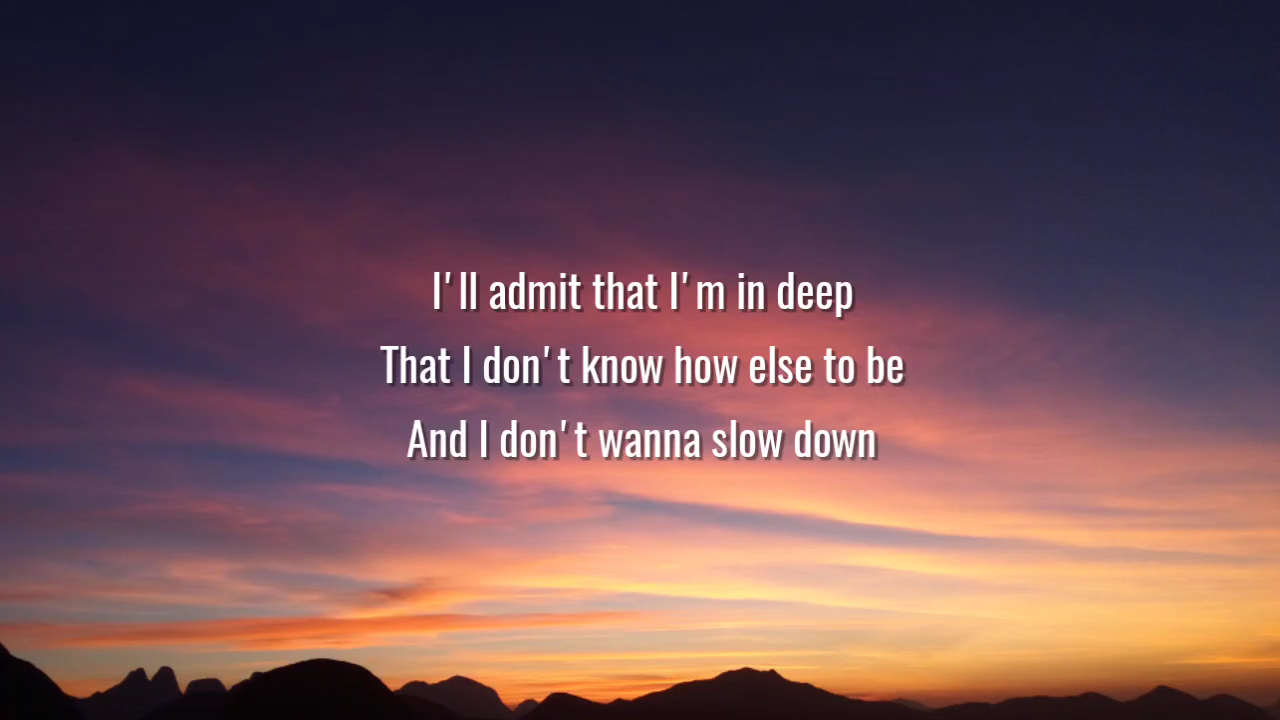 I'll admit that I'm in deep
That I don't know how else to be
And I don't wanna slow down